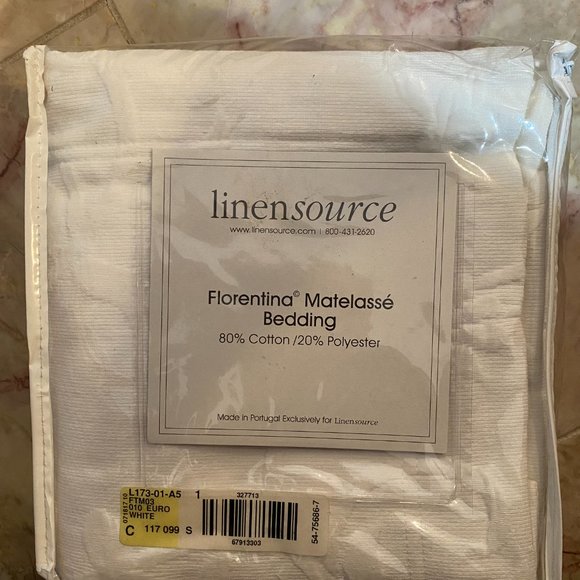 linensource
www.linensource.com | 800-431-2620
Florentina© Matelassé
Bedding
80% Cotton /20% Polyester
Made in Portugal Exclusively for Linensource
L173-01-A5 1
FTM03
010 EURO
WHITE
C 117 099 S
327713
67913303
54-75686-7